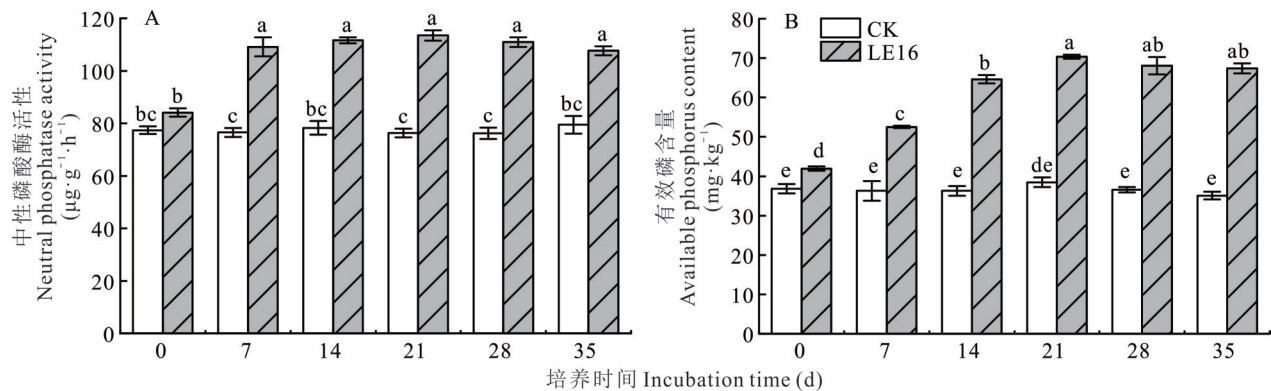 中性磷酸酶活性
Neutral phosphatase activity
(μg·g⁻¹·h⁻¹)
120
100
80
60
40
20
0
A
bc
b
c
a
bc
a
c
a
c
a
bc
a
0
7
14
21
28
35
有效磷含量
Available phosphorus content
(mg·kg⁻¹)
80
70
60
50
40
30
20
10
0
B
CK
LE16
e
d
e
c
e
b
de
a
e
ab
e
ab
0
7
14
21
28
35
培养时间 Incubation time (d)